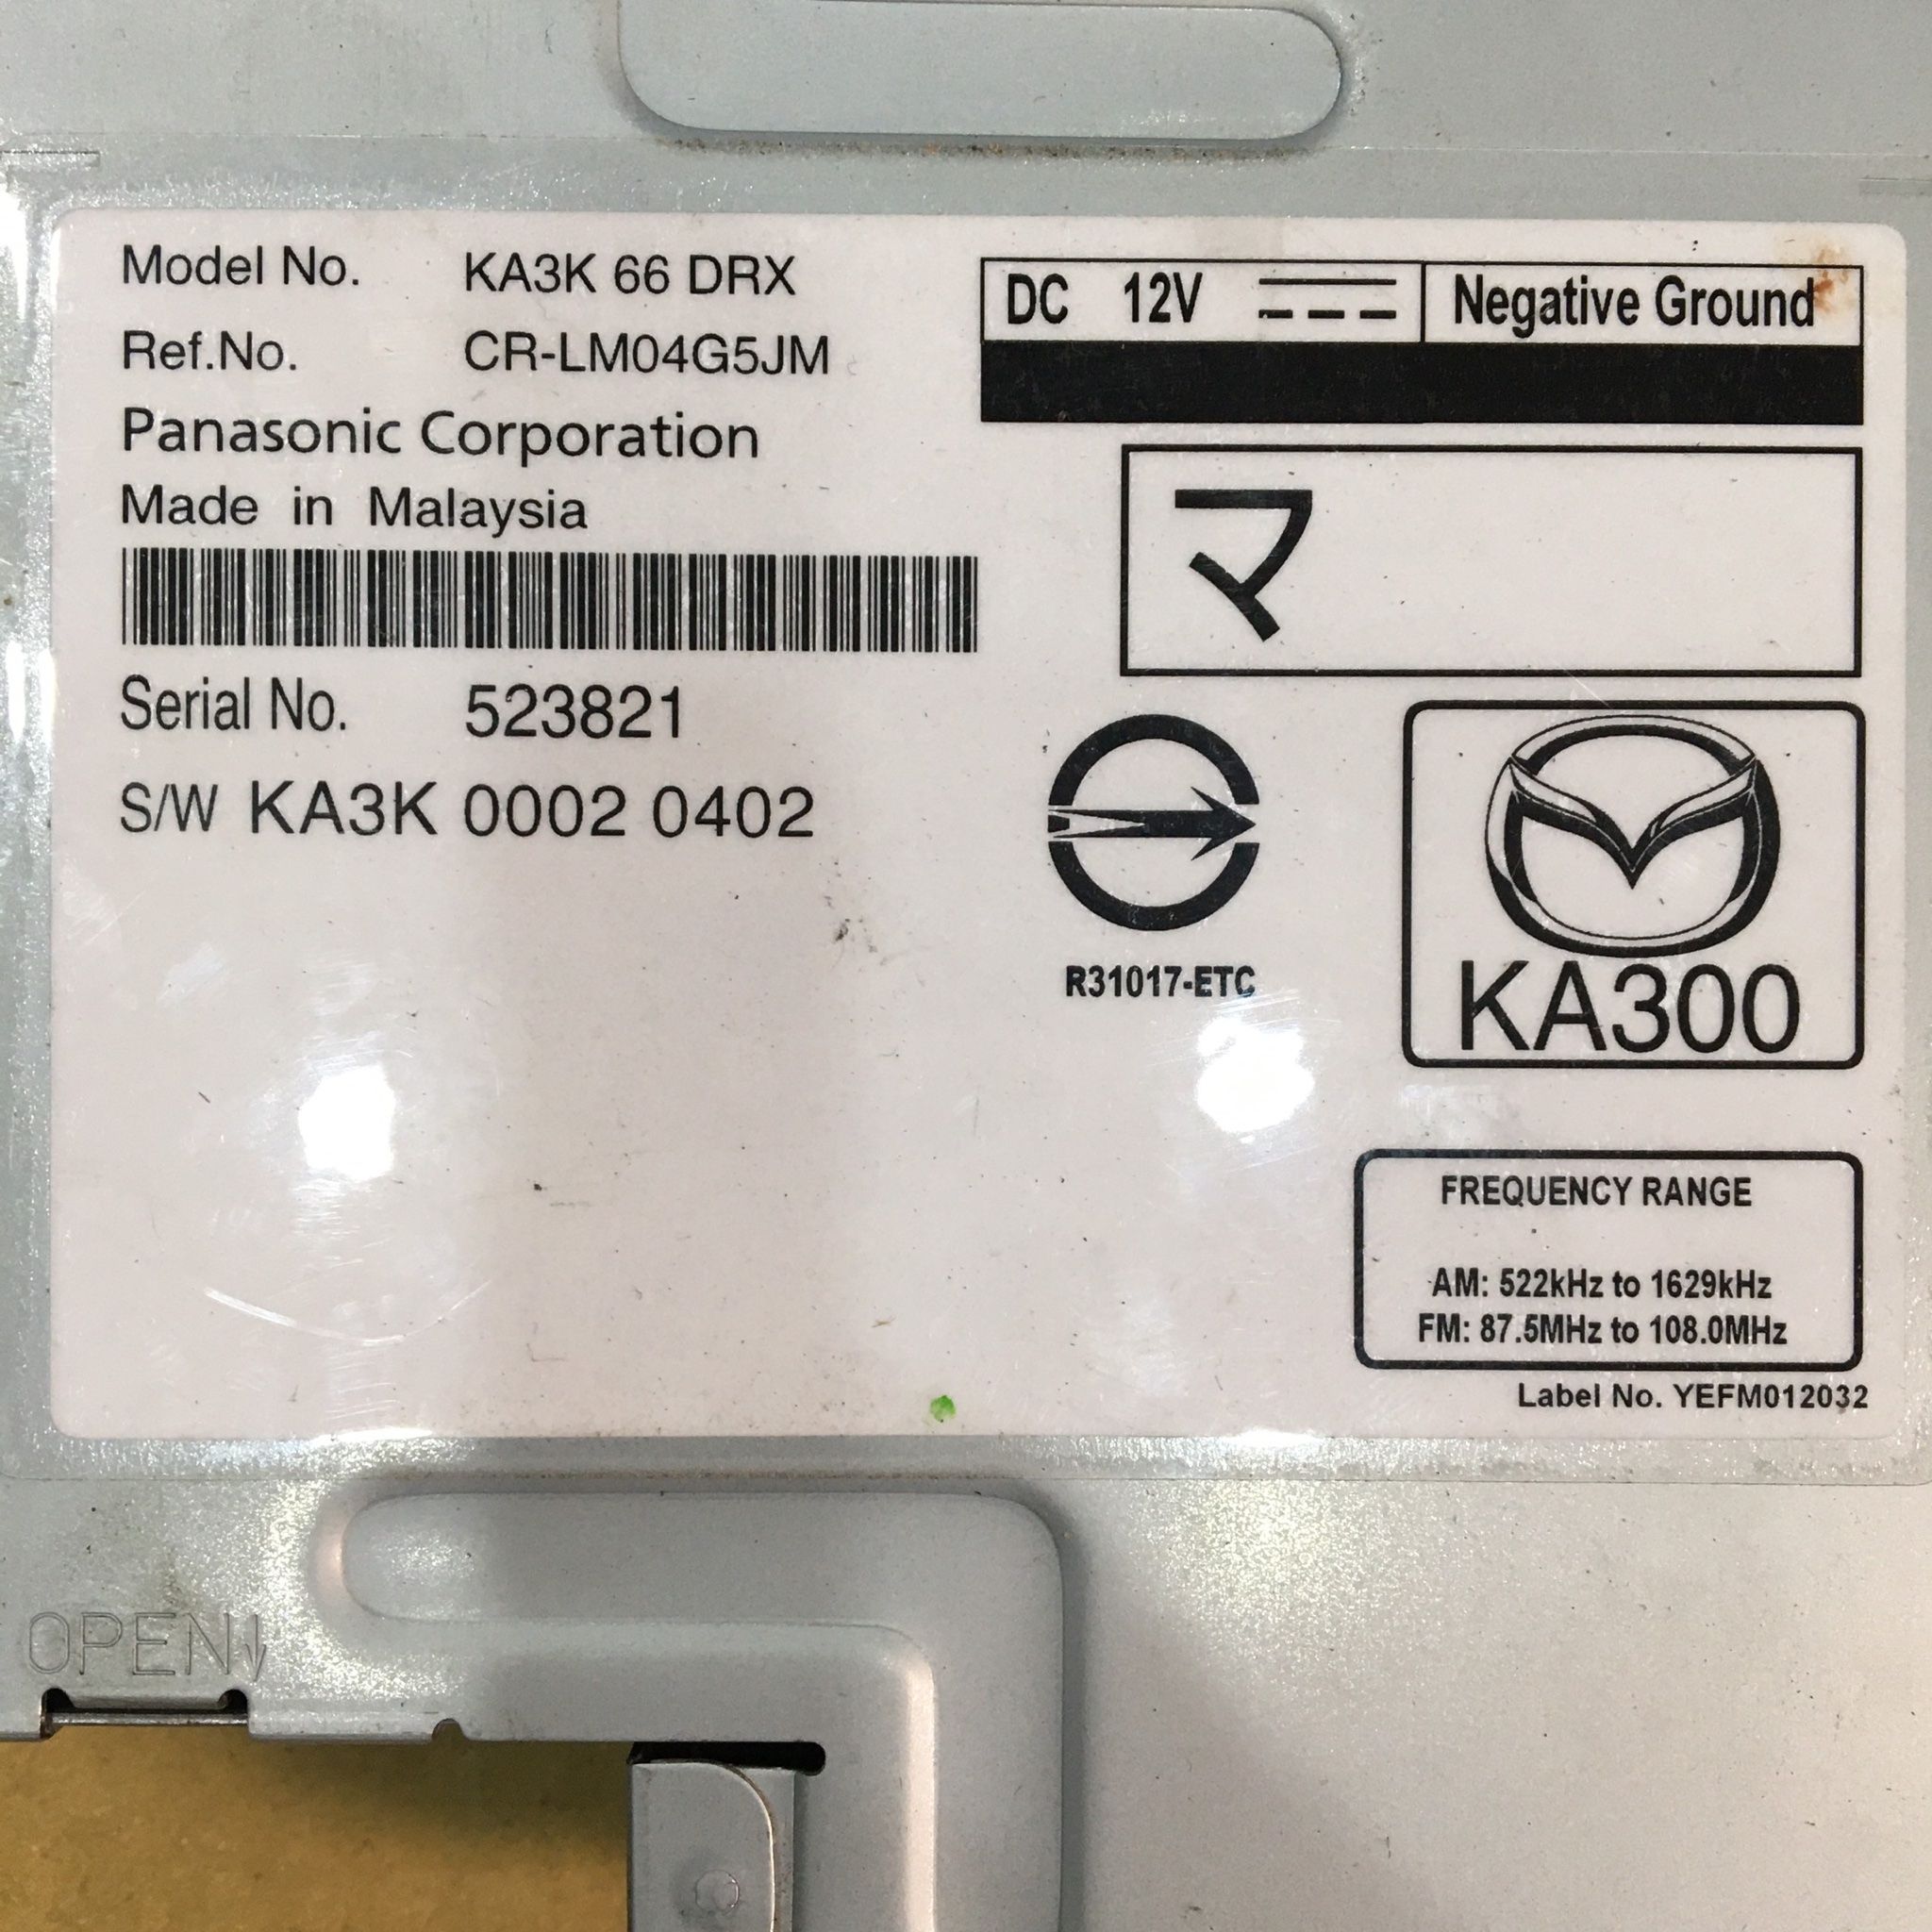 Model No. KA3K 66 DRX
Ref.No. CR-LM04G5JM
Panasonic Corporation
Made in Malaysia
Serial No. 523821
S/W KA3K 0002 0402
DC 12V Negative Ground
マ
R31017-ETC
KA300
FREQUENCY RANGE
AM: 522kHz to 1629kHz
FM: 87.5MHz to 108.0MHz
Label No. YEFM012032
OPEN↓